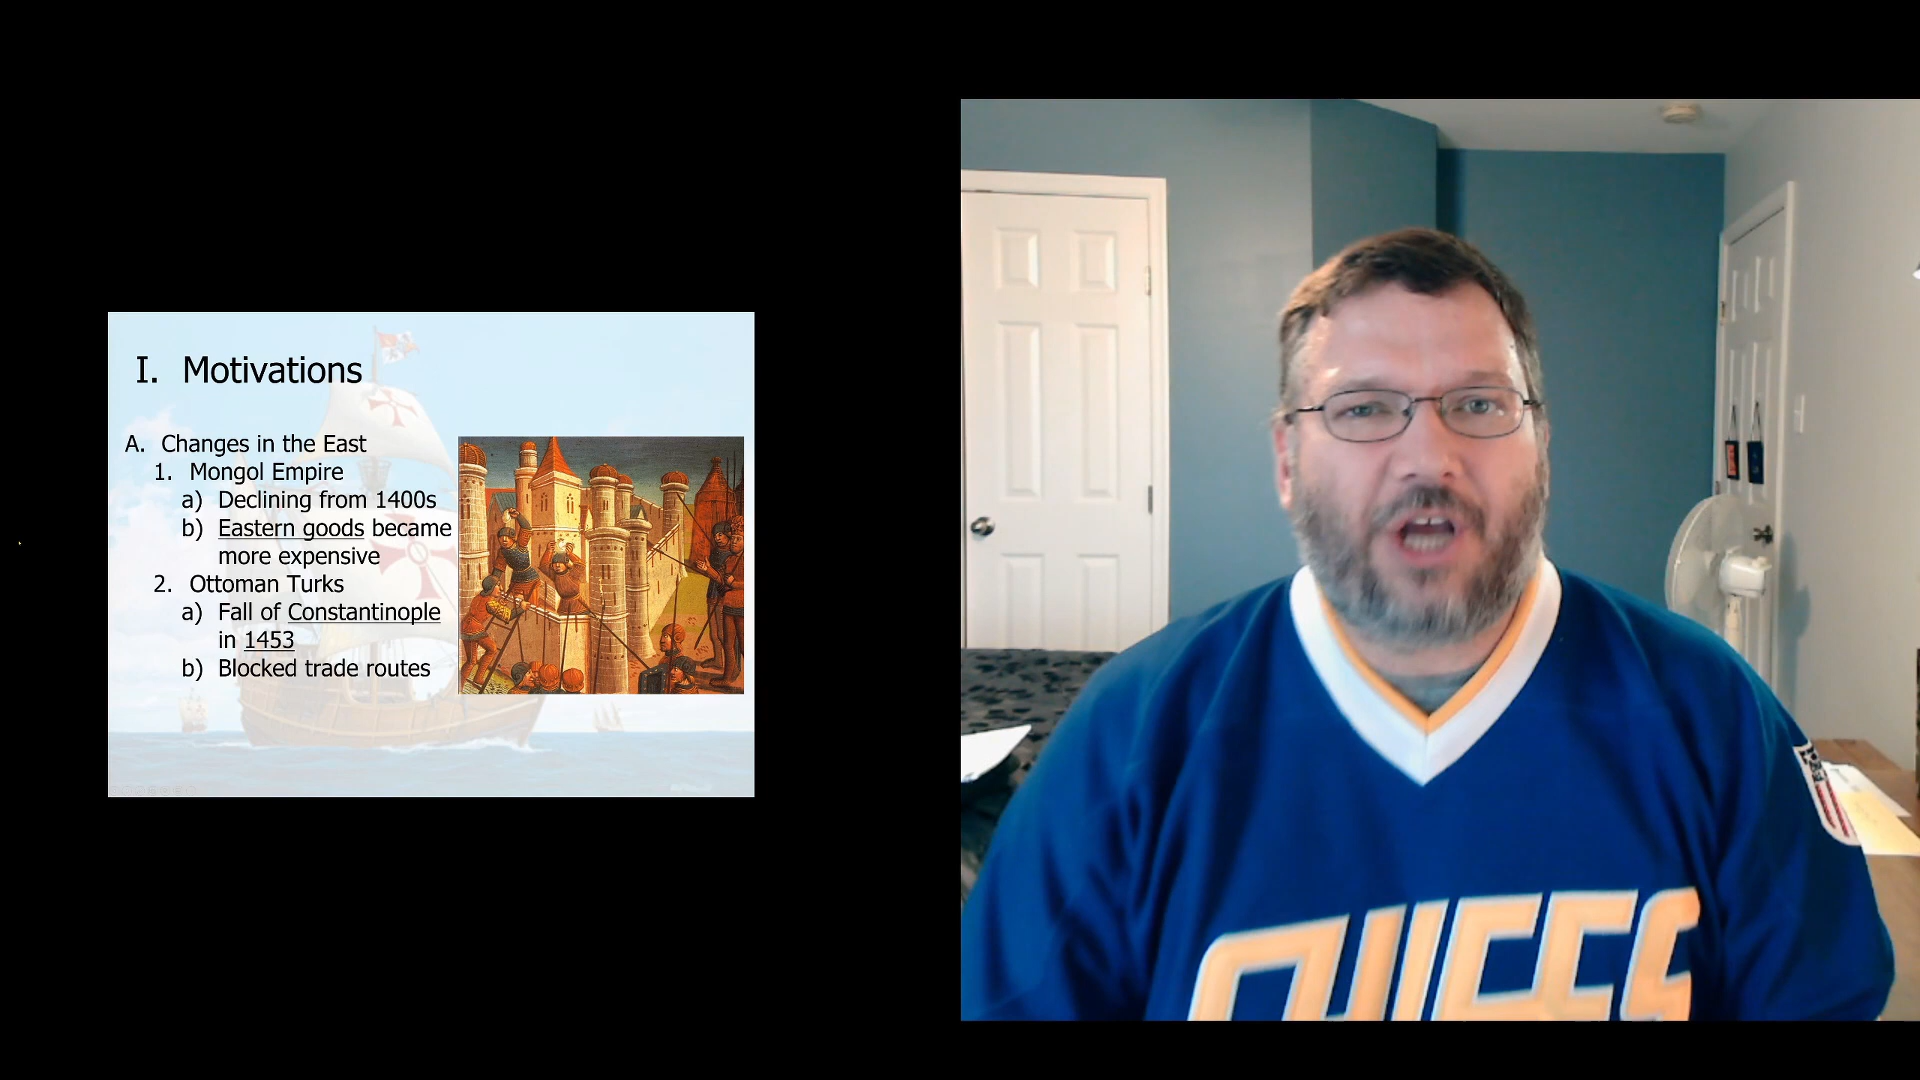 I. Motivations
A. Changes in the East
1. Mongol Empire
a) Declining from 1400s
b) Eastern goods became
more expensive
2. Ottoman Turks
a) Fall of Constantinople
in 1453
b) Blocked trade routes
CHIEFS